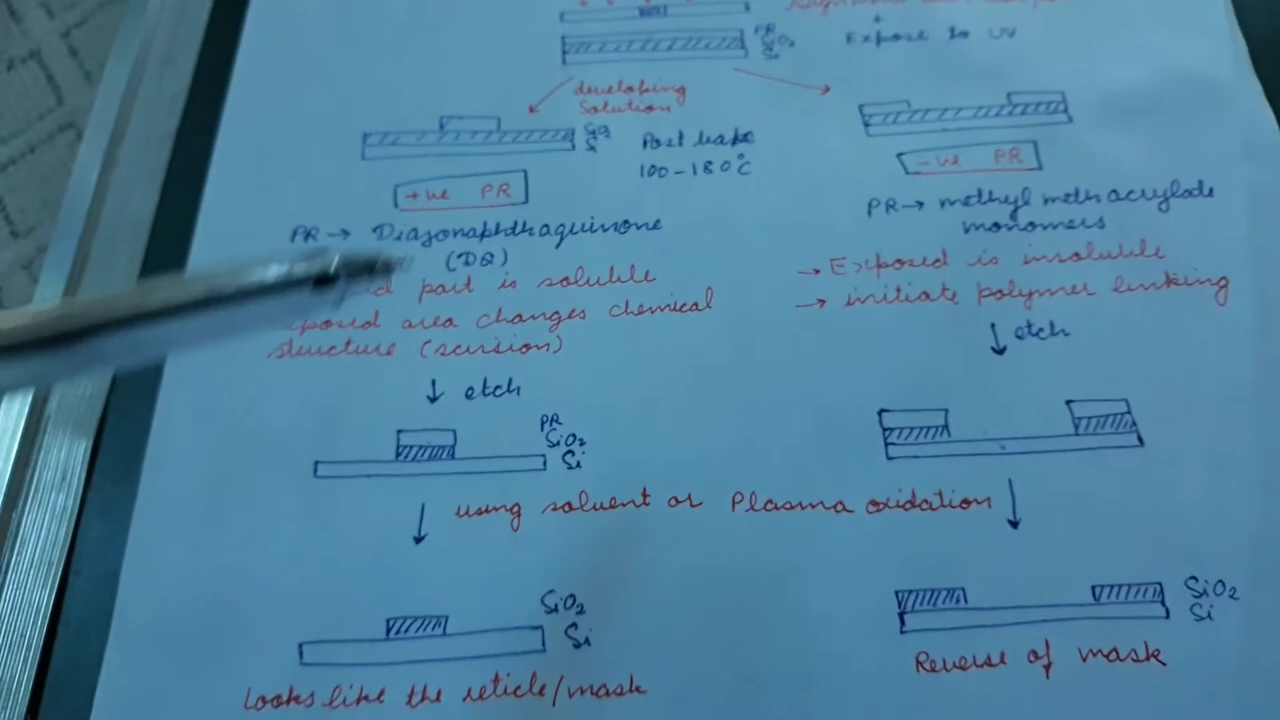 PR
SiO₂
Si
+
Expose to UV
developing
Solution
SiO₂
Si
Post bake
100-180°C
+ve PR
-ve PR
PR → Diazonaphthaquinone
(DQ)
part is soluble
area changes chemical
structure (scission)
PR → methyl methacrylate
monomers
→ Exposed is insoluble
→ initiate polymer linking
↓ etch
↓ etch
PR
SiO₂
Si
↓ using solvent or Plasma oxidation ↓
SiO₂
Si
SiO₂
Si
Looks like the reticle/mask
Reverse of mask